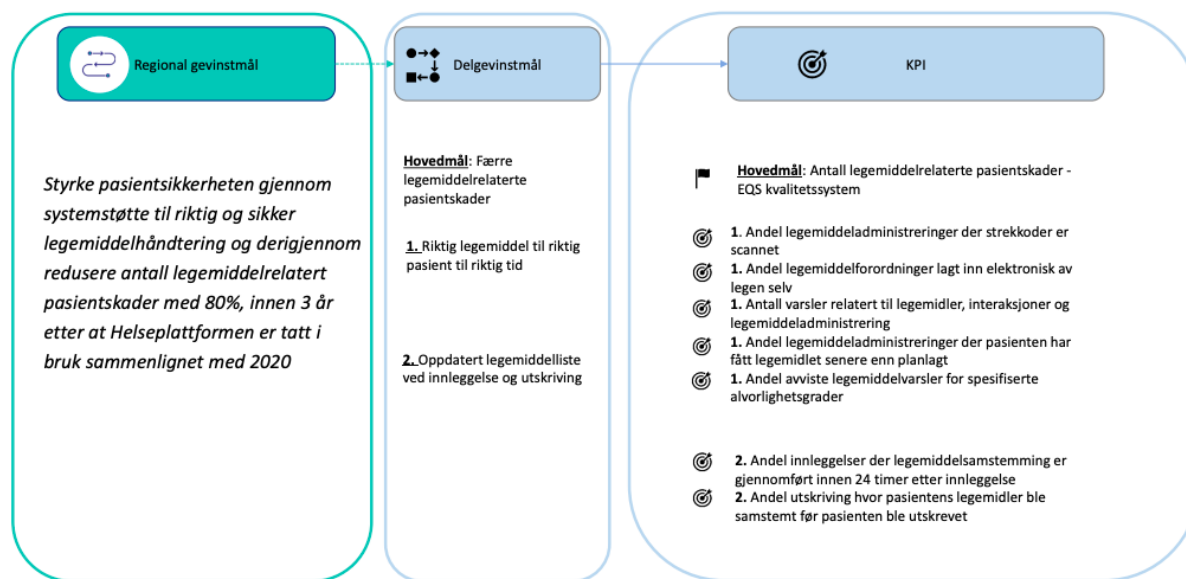 Regional gevinstmål
Delgevinstmål
KPI
Styrke pasientsikkerheten gjennom
systemstøtte til riktig og sikker
legemiddelhåndtering og derigjennom
redusere antall legemiddelrelatert
pasientskader med 80%, innen 3 år
etter at Helseplattformen er tatt i
bruk sammenlignet med 2020
Hovedmål: Færre
legemiddelrelaterte
pasientskader
1. Riktig legemiddel til riktig
pasient til riktig tid
2. Oppdatert legemiddelliste
ved innleggelse og utskriving
Hovedmål: Antall legemiddelrelaterte pasientskader -
EQS kvalitetssystem
1. Andel legemiddeladministreringer der strekkoder er
scannet
1. Andel legemiddelforordninger lagt inn elektronisk av
legen selv
1. Antall varsler relatert til legemidler, interaksjoner og
legemiddeladministrering
1. Andel legemiddeladministreringer der pasienten har
fått legemidlet senere enn planlagt
1. Andel avviste legemiddelvarsler for spesifiserte
alvorlighetsgrader
2. Andel innleggelser der legemiddelsamstemming er
gjennomført innen 24 timer etter innleggelse
2. Andel utskriving hvor pasientens legemidler ble
samstemt før pasienten ble utskrevet